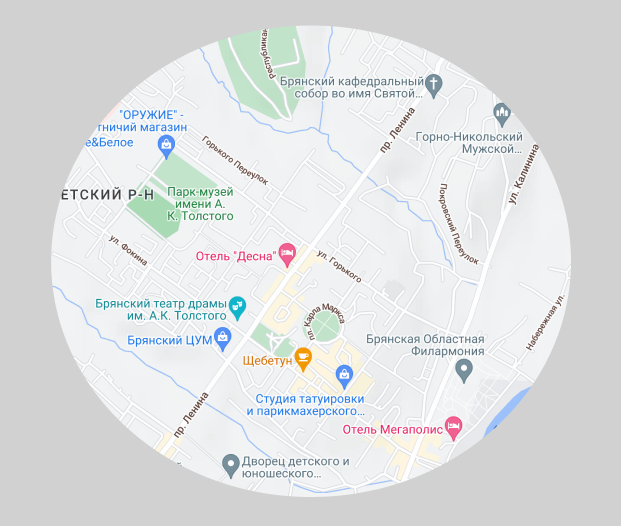 Республикан
Брянский кафедральный
собор во имя Святой...
"ОРУЖИЕ" -
тничий магазин
е&Белое
пр. Ленина
Горно-Никольский
Мужской...
Горького Переулок
ул. Калинина
ЕТСКИЙ Р-Н
Парк-музей
имени А.
К. Толстого
Покровский Переулок
ул. Фокина
Отель "Десна"
ул. Горького
Брянский театр драмы
им. А.К. Толстого
пл. Карла Маркса
Набережная ул.
Брянский ЦУМ
Брянская Областная
Филармония
Щебетун
Студия татуировки
и парикмахерского...
пр. Ленина
Отель Мегаполис
Дворец детского и
юношеского...